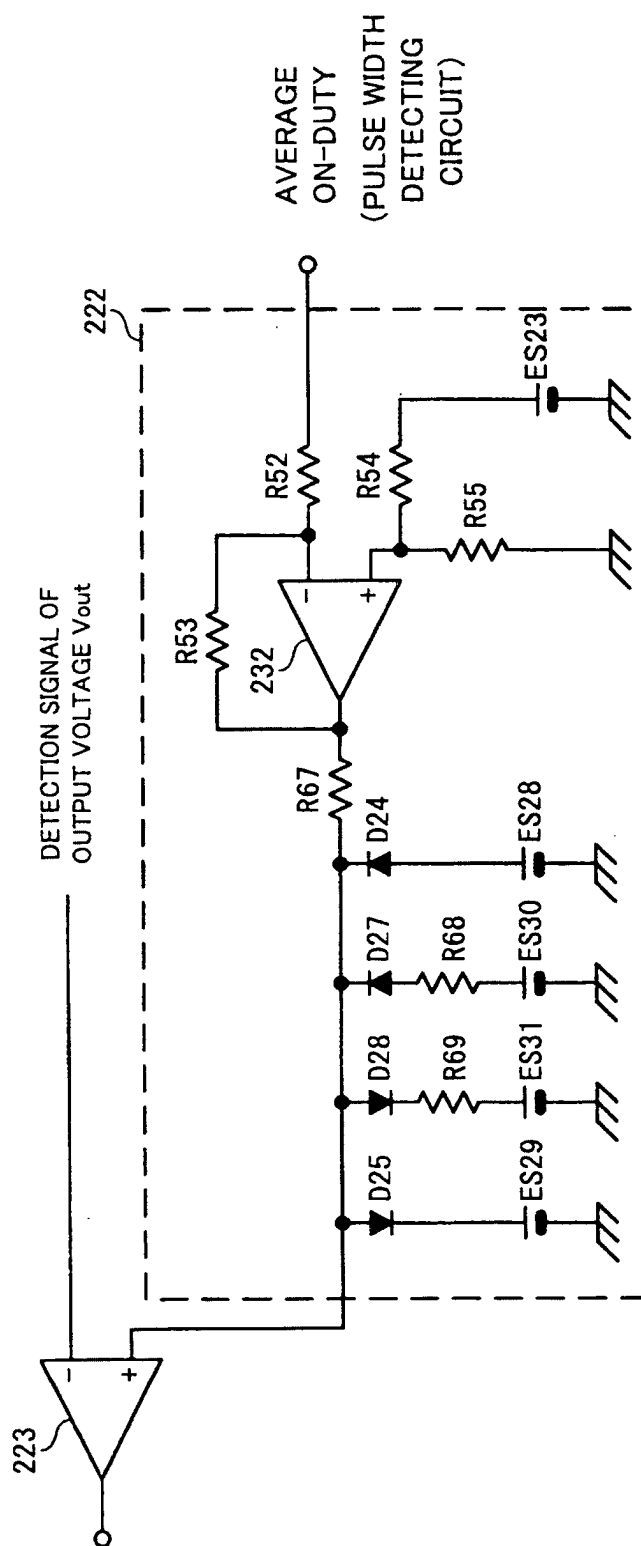 DETECTION SIGNAL OF
OUTPUT VOLTAGE Vout
222
AVERAGE
ON-DUTY
(PULSE WIDTH
DETECTING
CIRCUIT)
223
-
+
R53
R52
232
-
+
R67
R54
R55
ES23
D25
D28
D27
D24
R69
R68
ES29
ES31
ES30
ES28